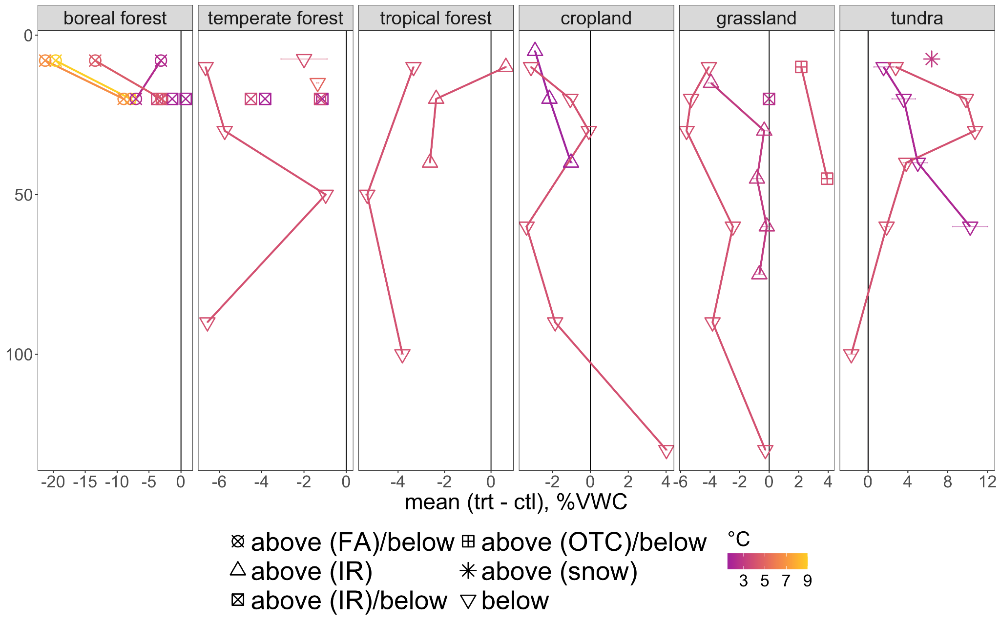 boreal forest temperate forest tropical forest cropland grassland tundra
0
50
100
-20 -15 -10 -5 0 -6 -4 -2 0 -4 -2 0 -2 0 2 4 -6 -4 -2 0 2 4 0 4 8 12
mean (trt - ctl), %VWC
above (FA)/below above (OTC)/below °C
above (IR) above (snow)
3 5 7 9
above (IR)/below below